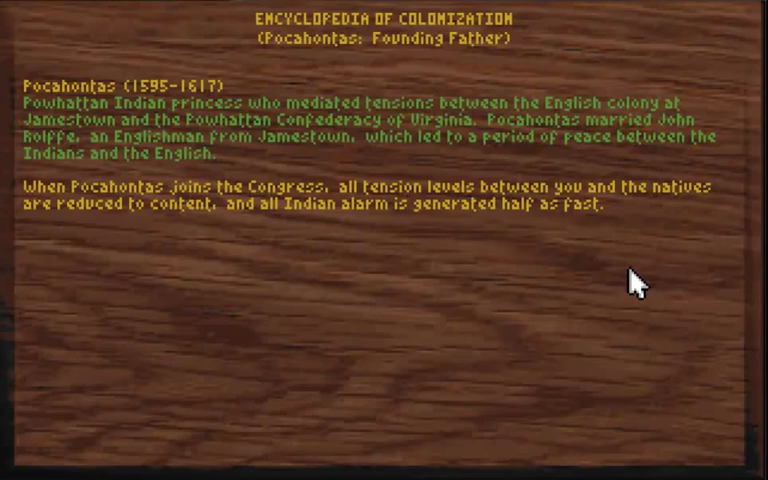 ENCYCLOPEDIA OF COLONIZATION
(Pocahontas: Founding Father)
Pocahontas (1595-1617)
Powhattan Indian princess who mediated tensions between the English colony at
Jamestown and the Powhattan Confederacy of Virginia. Pocahontas married John
Rolffe, an Englishman from Jamestown, which led to a period of peace between the
Indians and the English.
When Pocahontas joins the Congress, all tension levels between you and the natives
are reduced to content, and all Indian alarm is generated half as fast.